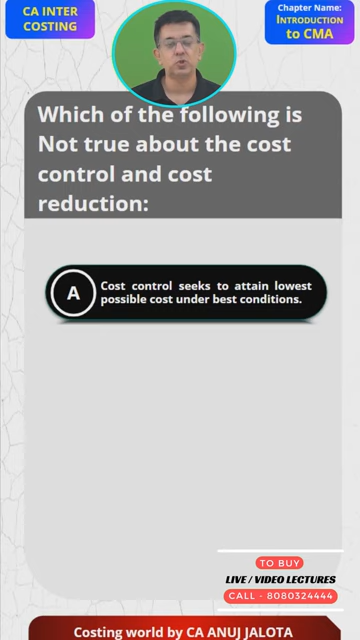 CA INTER
COSTING
Chapter Name:
INTRODUCTION
to CMA
Which of the following is
Not true about the cost
control and cost
reduction:
A
Cost control seeks to attain lowest
possible cost under best conditions.
TO BUY
LIVE / VIDEO LECTURES
CALL - 8080324444
Costing world by CA ANUJ JALOTA